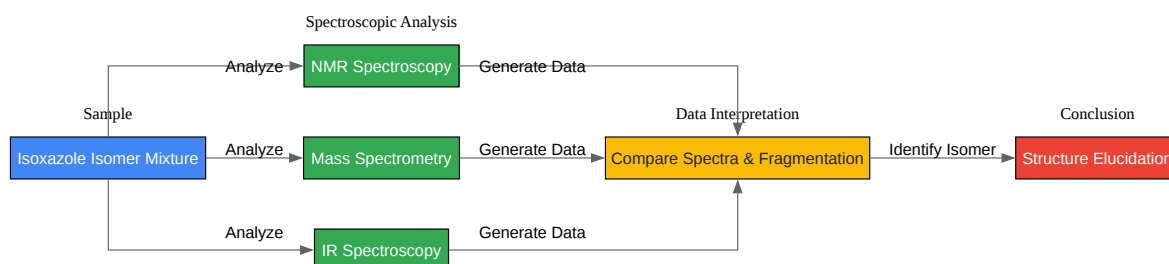 Spectroscopic Analysis
Analyze
NMR Spectroscopy
Generate Data
Sample
Data Interpretation
Conclusion
Isoxazole Isomer Mixture
Analyze
Mass Spectrometry
Generate Data
Compare Spectra & Fragmentation
Identify Isomer
Structure Elucidation
Analyze
IR Spectroscopy
Generate Data